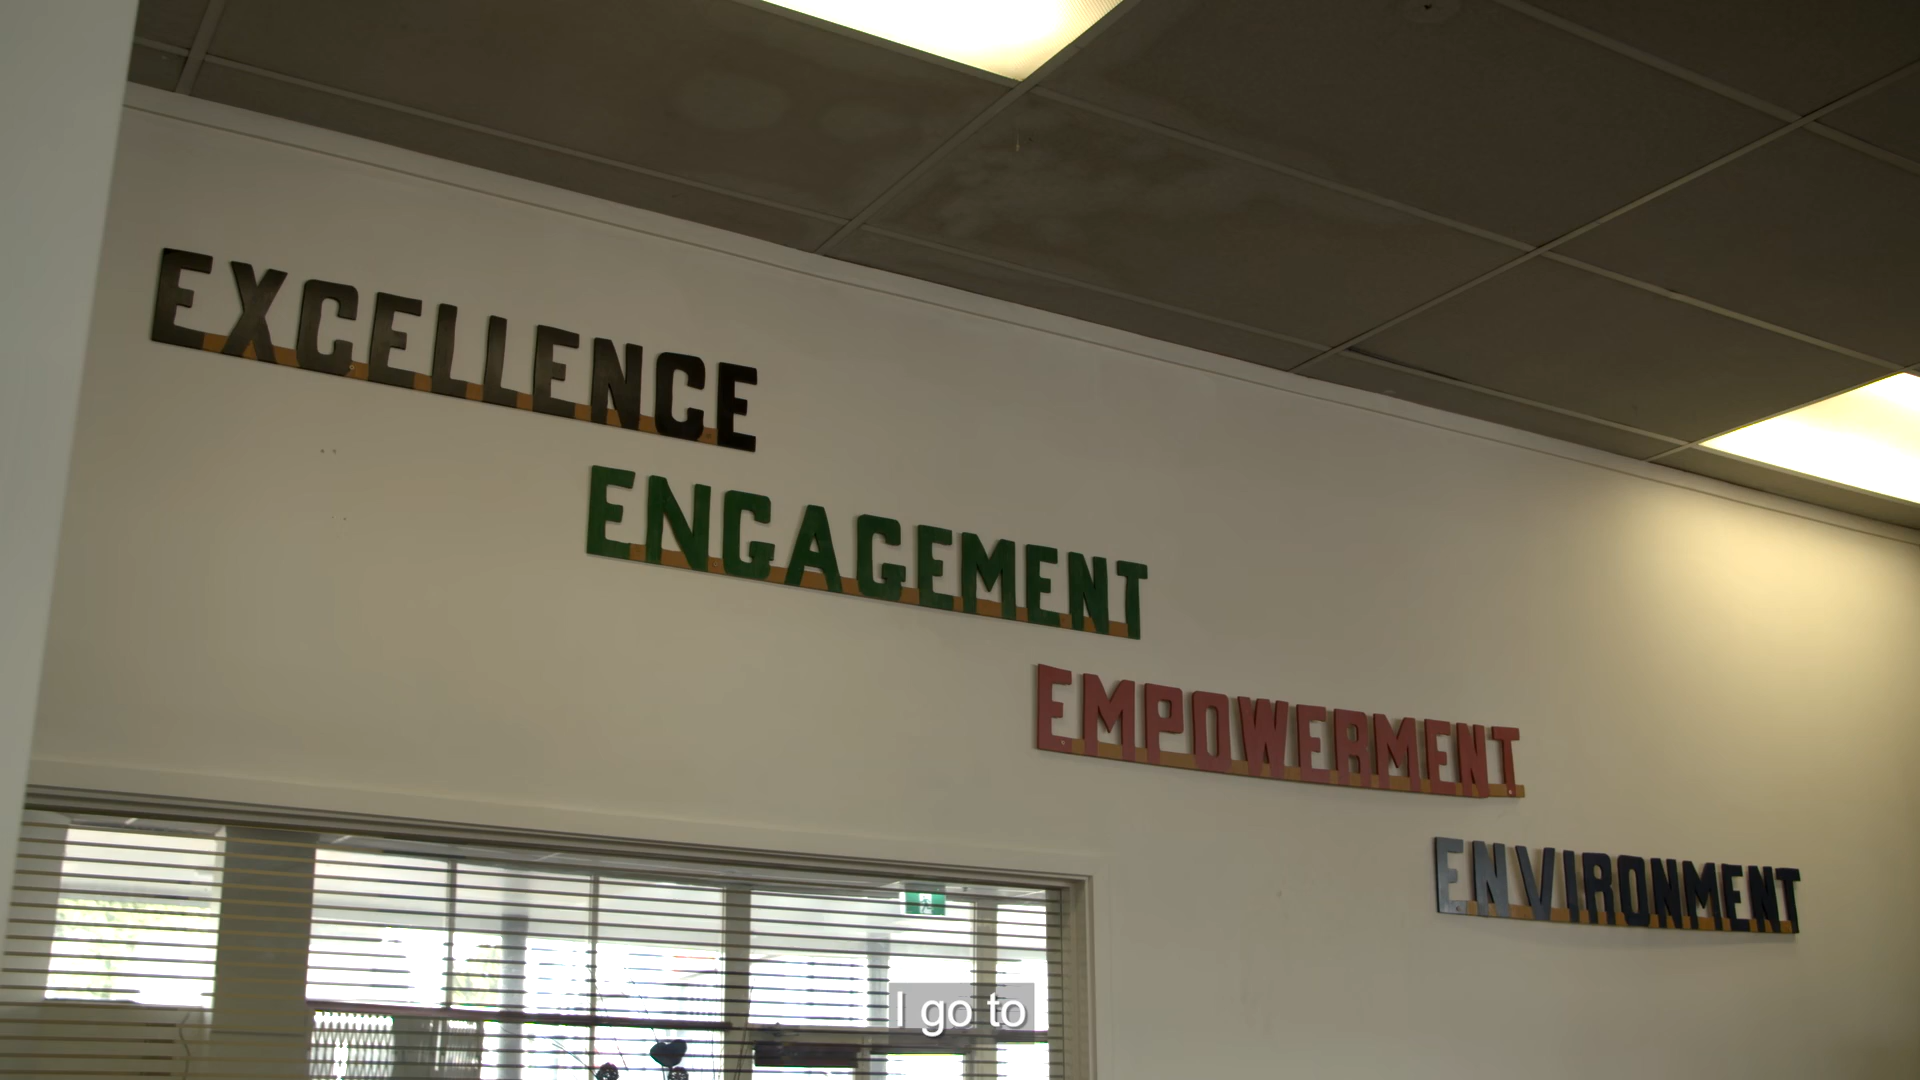 EXCELLENCE
ENGAGEMENT
EMPOWERMENT
ENVIRONMENT
I go to